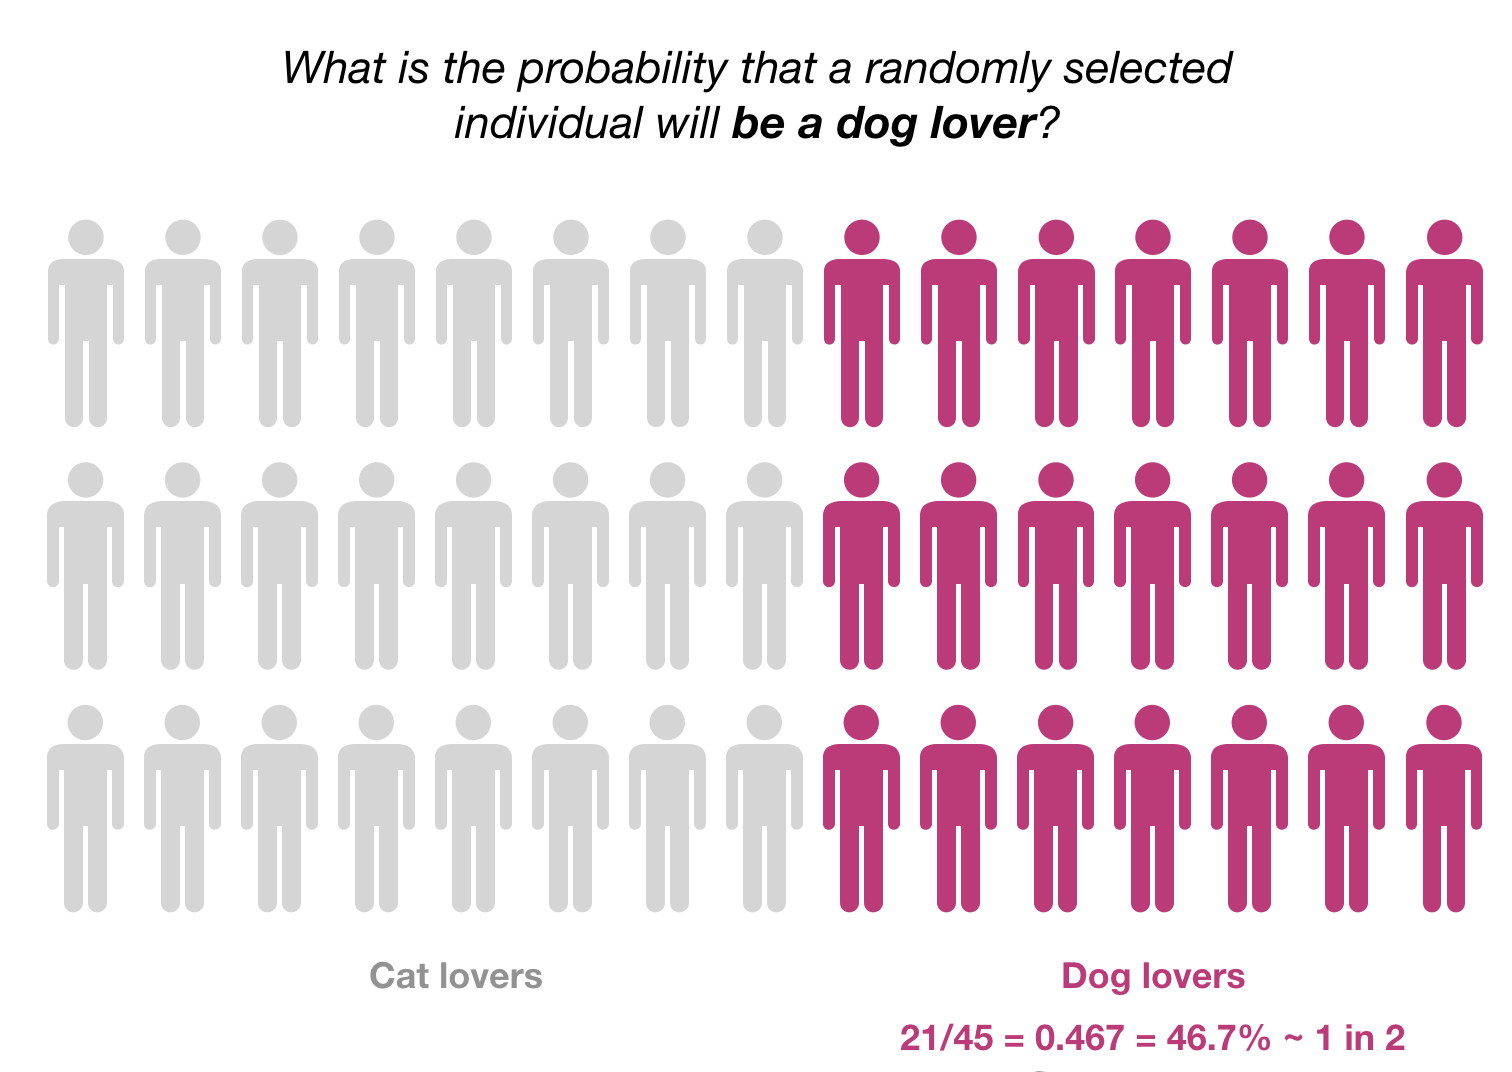 What is the probability that a randomly selected
individual will be a dog lover?
Cat lovers
Dog lovers
21/45 = 0.467 = 46.7% ~ 1 in 2